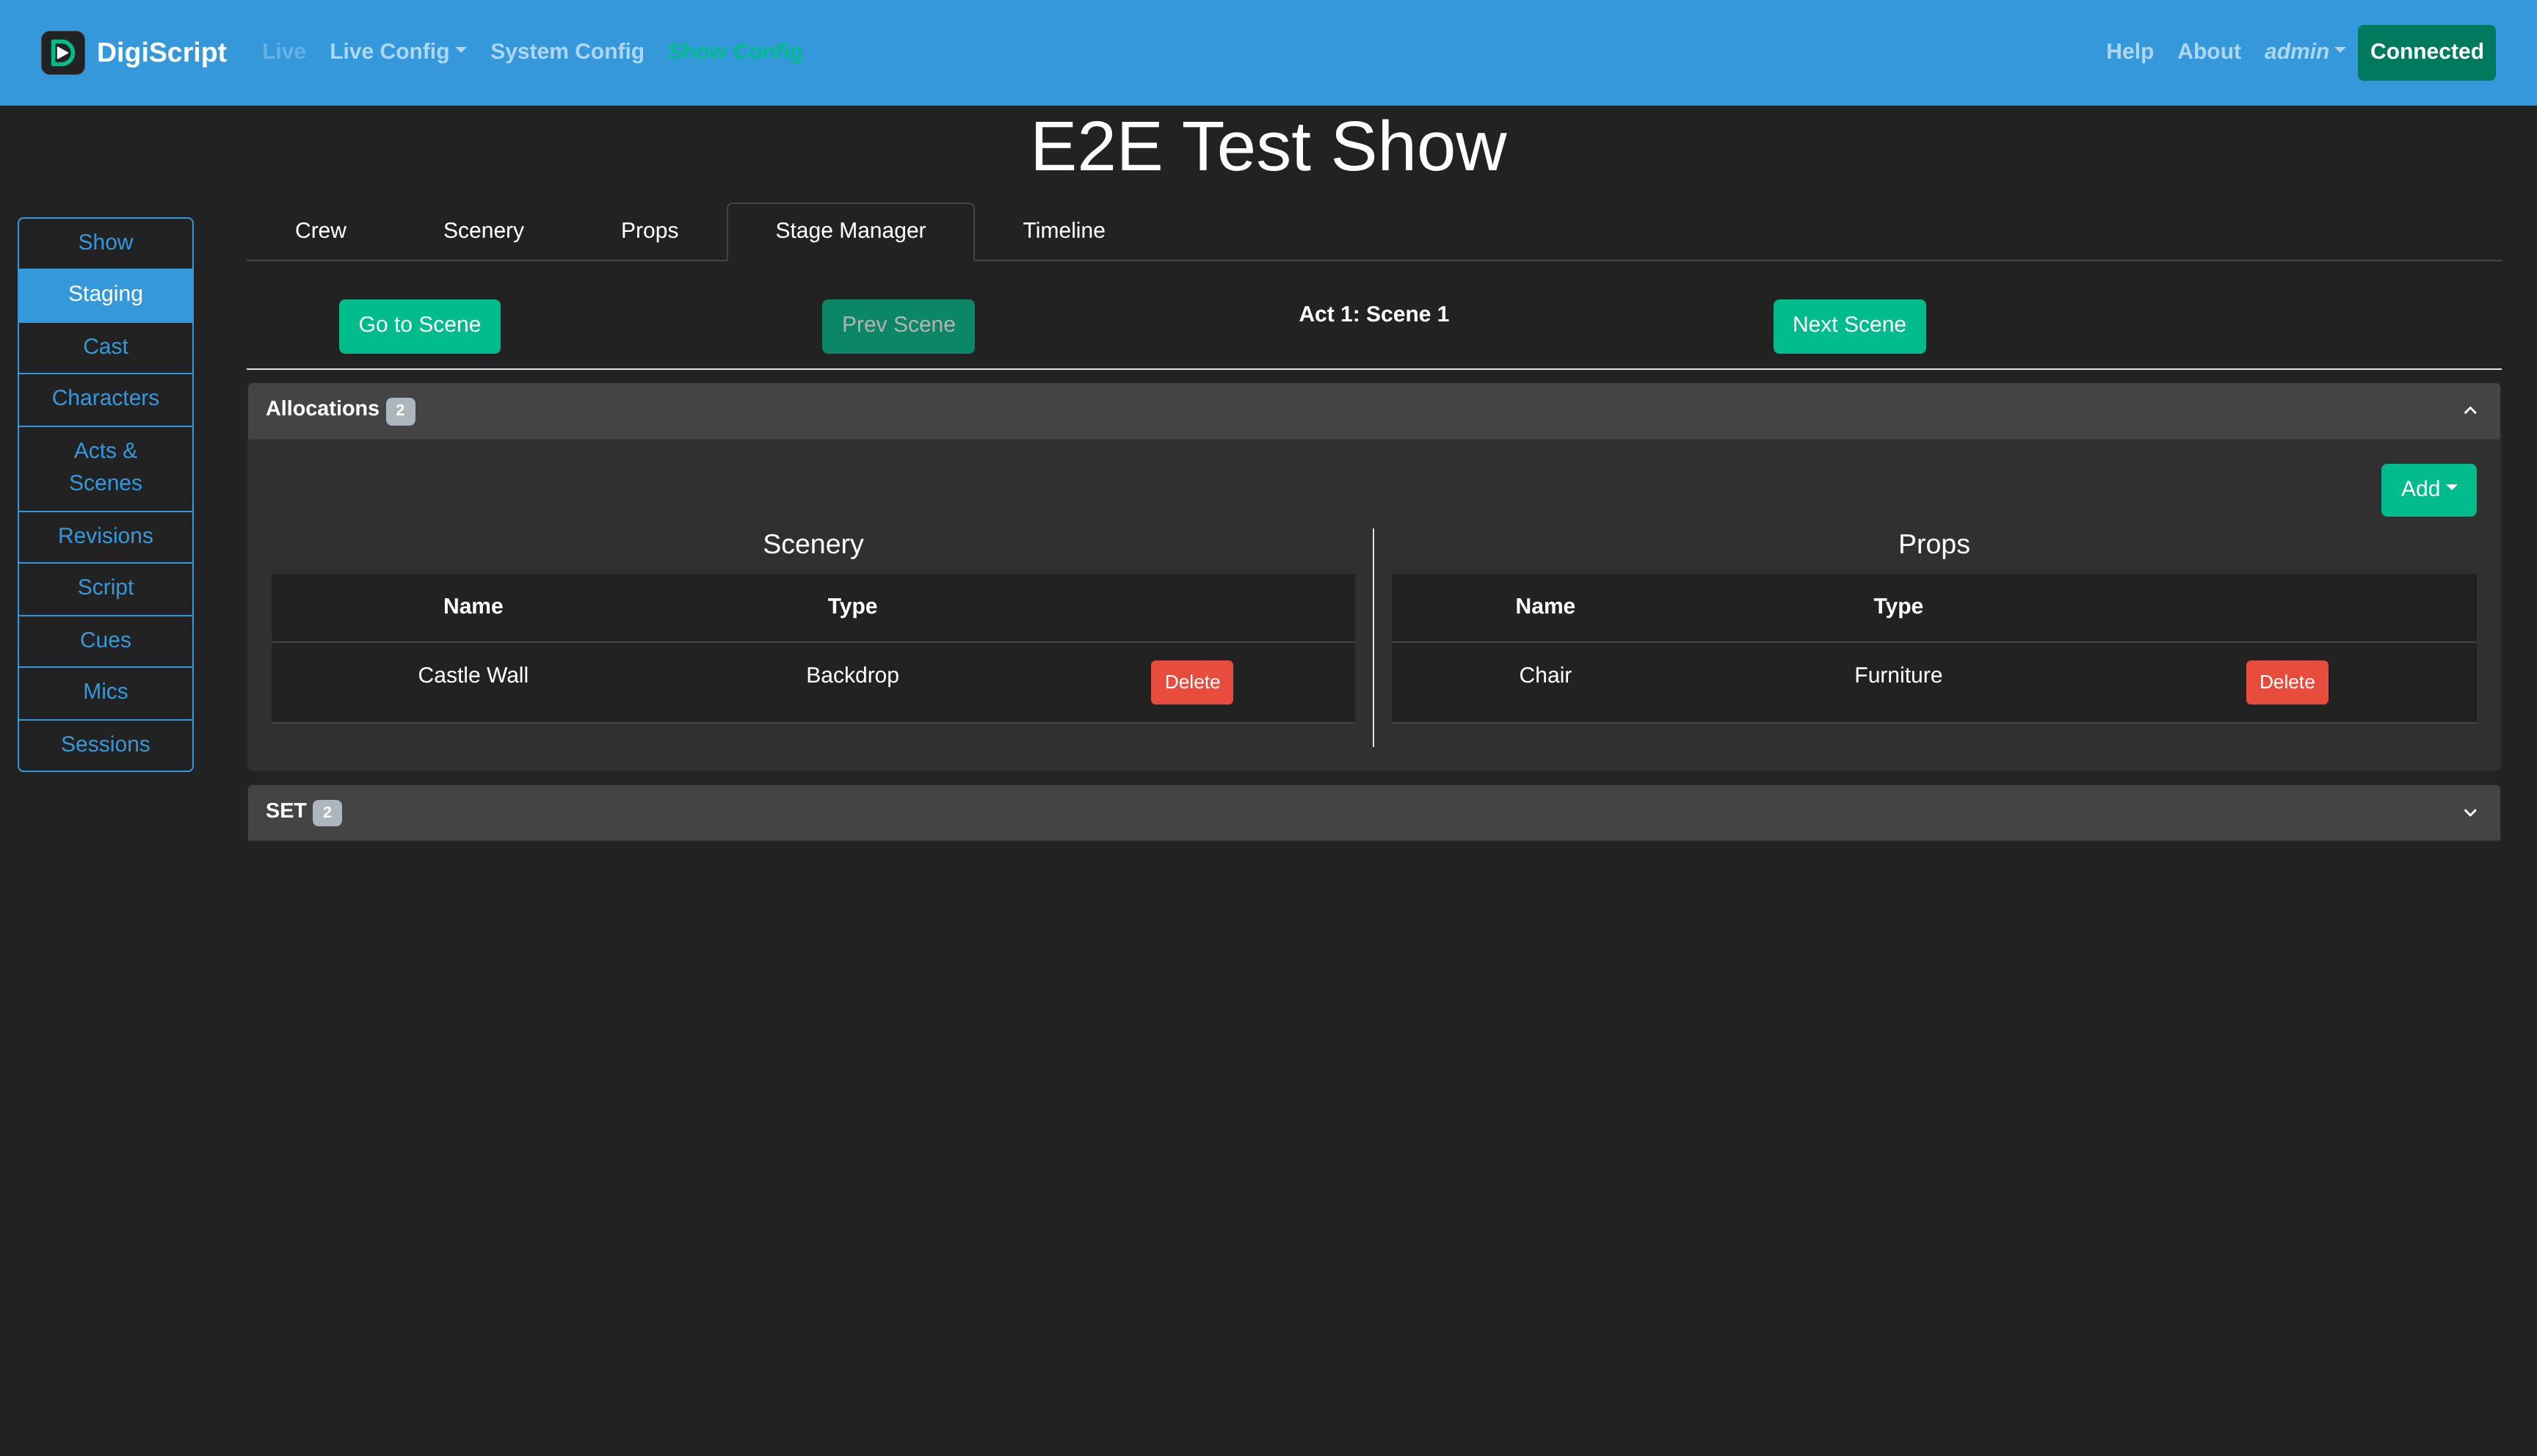 DigiScript Live Live Config System Config Show Config Help About admin Connected
E2E Test Show
Show
Staging
Cast
Characters
Acts &
Scenes
Revisions
Script
Cues
Mics
Sessions
Crew Scenery Props Stage Manager Timeline
Go to Scene Prev Scene Act 1: Scene 1 Next Scene
Allocations 2
Add
Scenery
Name Type
Castle Wall Backdrop Delete
Props
Name Type
Chair Furniture Delete
SET 2